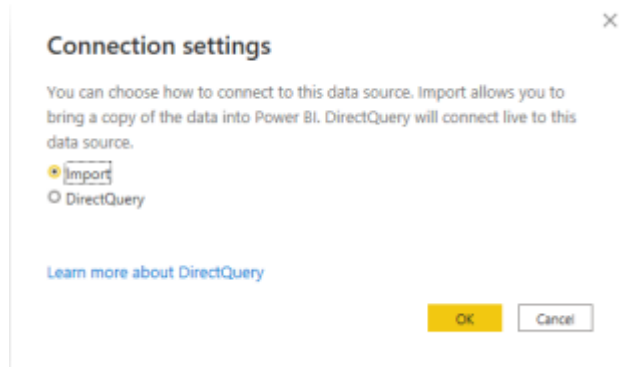 Connection settings
You can choose how to connect to this data source. Import allows you to
bring a copy of the data into Power BI. DirectQuery will connect live to this
data source.
Import
DirectQuery
Learn more about DirectQuery
OK Cancel